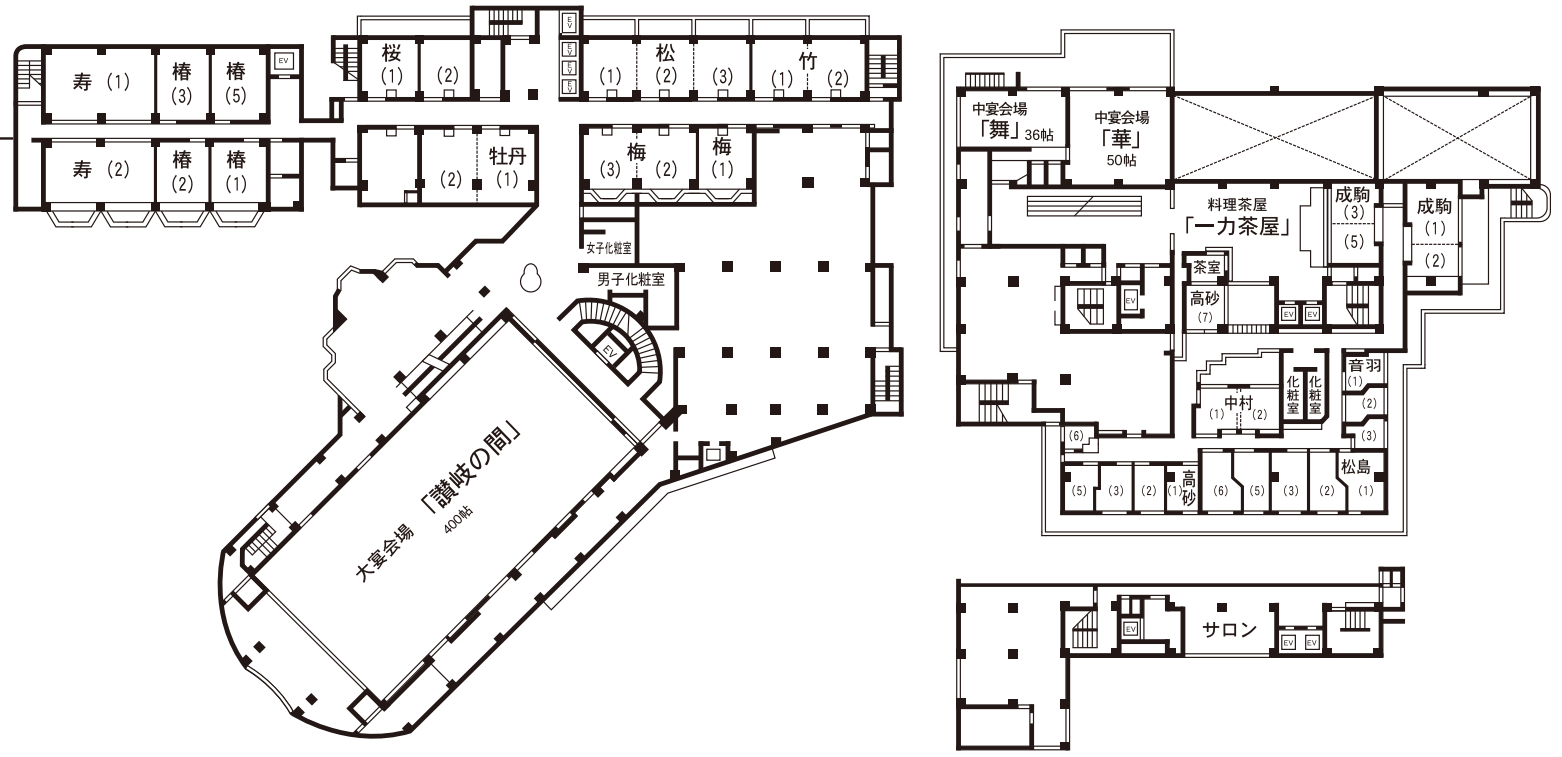 寿 (1)
椿
(3)
椿
(5)
EV
寿 (2)
椿
(2)
椿
(1)
桜
(1)
(2)
EV
EV
EV
EV
松
(1)
(2)
(3)
竹
(1)
(2)
牡丹
(2)
(1)
梅
(3)
(2)
梅
(1)
女子化粧室
男子化粧室
EV
大宴会場 「讃岐の間」
400帖
中宴会場
「舞」36帖
中宴会場
「華」
50帖
料理茶屋
「一力茶屋」
成駒
(3)
(5)
成駒
(1)
(2)
茶室
高砂
(7)
EV
EV
EV
中村
(1)
(2)
化粧室
化粧室
音羽
(1)
(2)
(3)
(6)
(5)
(3)
(2)
(1)
高砂
(6)
(5)
(3)
(2)
松島
(1)
EV
サロン
EV
EV